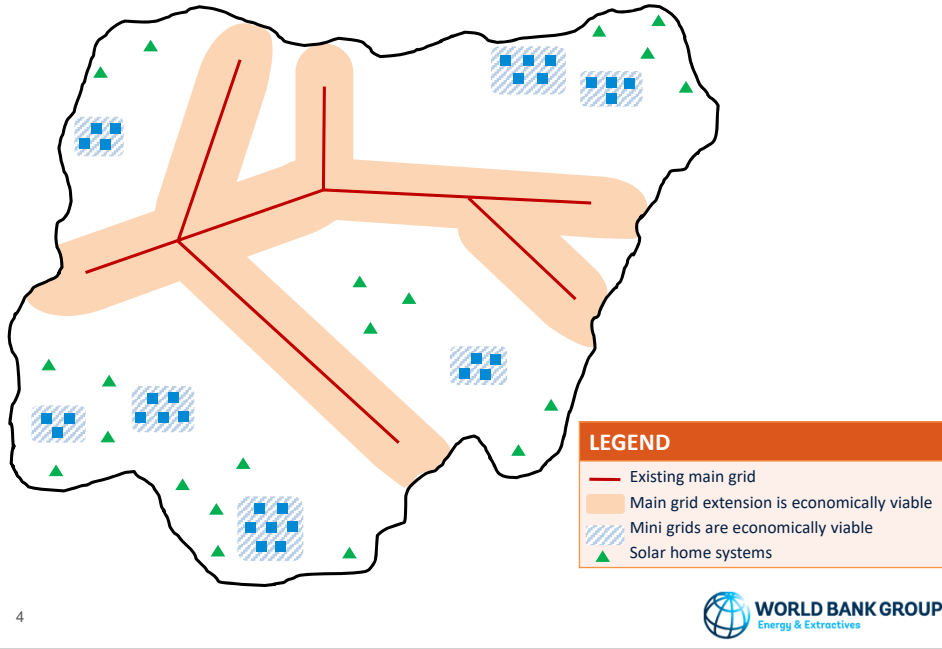 LEGEND
Existing main grid
Main grid extension is economically viable
Mini grids are economically viable
Solar home systems
4
WORLD BANK GROUP
Energy & Extractives